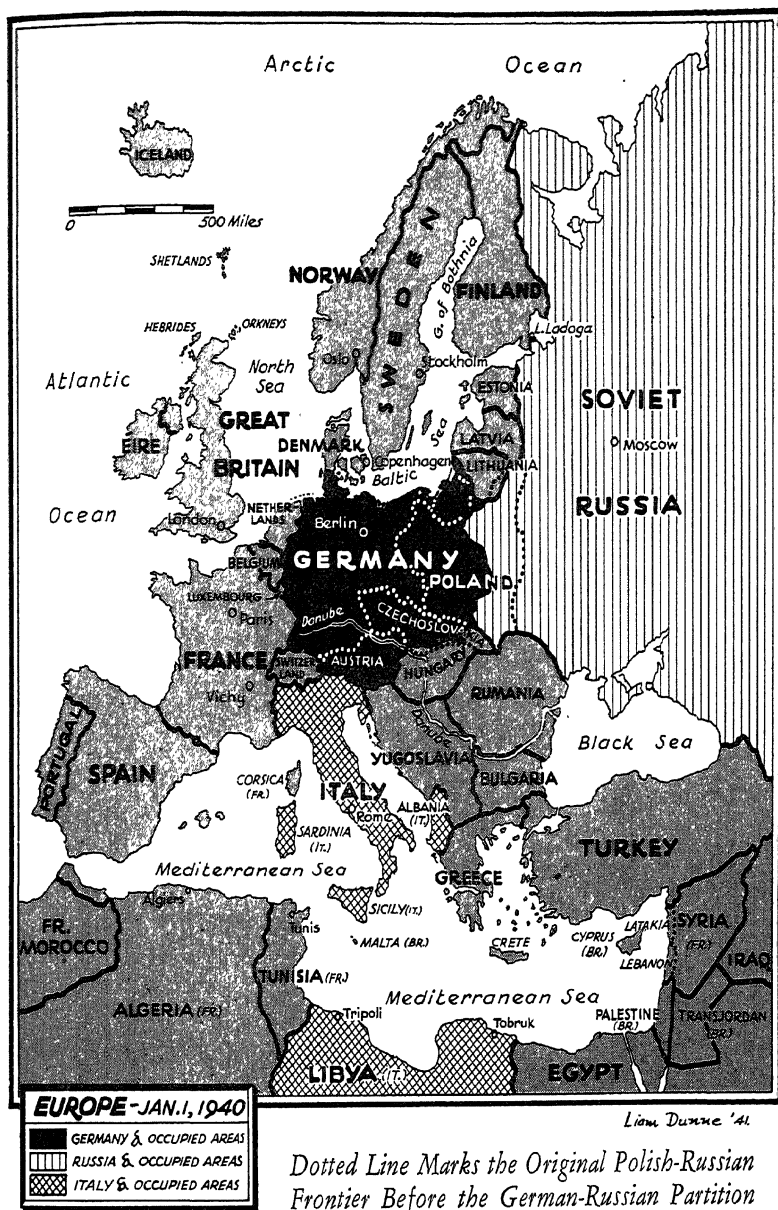 Arctic Ocean
ICELAND
0 500 Miles
SHETLANDS
NORWAY
SWEDEN
G. of Bothnia
FINLAND
HEBRIDES
ORKNEYS
L. Ladoga
North Sea
Oslo
Stockholm
Atlantic
ESTONIA
SOVIET
GREAT
Sea
ÉIRE
DENMARK
LATVIA
Moscow
BRITAIN
Copenhagen
LITHUANIA
Baltic
RUSSIA
Ocean
NETHER-
LANDS
London
Berlin
GERMANY
BELGIUM
POLAND
LUXEMBOURG
Paris
Danube
CZECHOSLOVAKIA
FRANCE
SWITZER-
LAND
AUSTRIA
HUNGARY
RUMANIA
Vichy
Danube
PORTUGAL
SPAIN
YUGOSLAVIA
Black Sea
BULGARIA
CORSICA
(FR.)
ITALY
Rome
ALBANIA
(IT.)
SARDINIA
(IT.)
TURKEY
Mediterranean Sea
GREECE
Algiers
SICILY (IT.)
FR.
MOROCCO
Tunis
MALTA (BR.)
CRETE
CYPRUS
(BR.)
LATAKIA
SYRIA
(FR.)
LEBANON
IRAQ
TUNISIA (FR.)
Mediterranean Sea
ALGERIA (FR.)
Tripoli
Tobruk
PALESTINE
(BR.)
TRANSJORDAN
(BR.)
LIBYA (IT.)
EGYPT
EUROPE - JAN. 1, 1940
GERMANY & OCCUPIED AREAS
RUSSIA & OCCUPIED AREAS
ITALY & OCCUPIED AREAS
Liam Dunne '41.
Dotted Line Marks the Original Polish-Russian
Frontier Before the German-Russian Partition